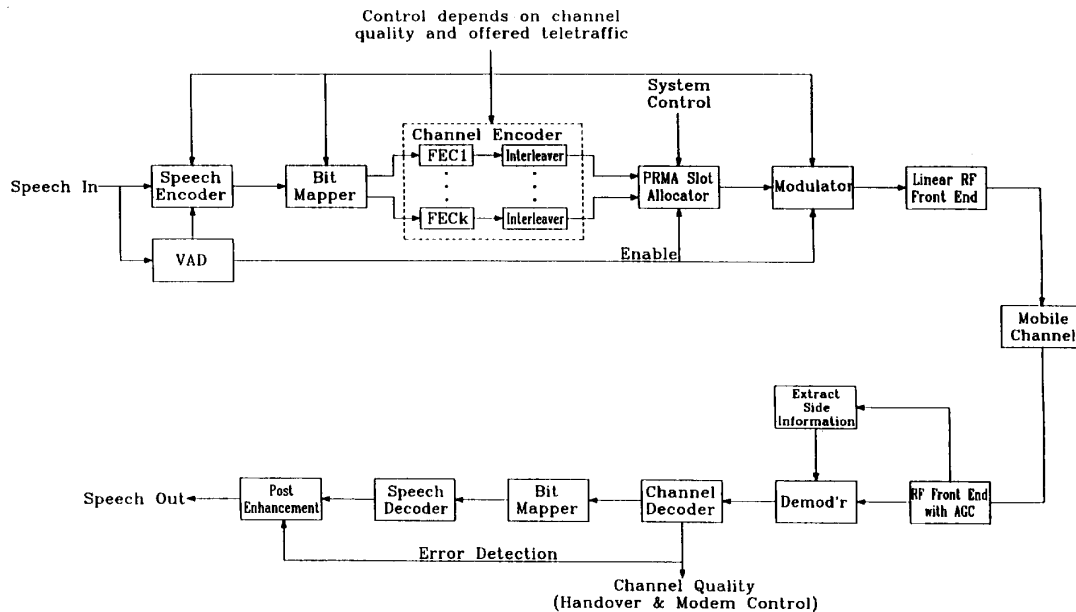 Control depends on channel
quality and offered teletraffic
System
Control
Channel Encoder
FEC1
Interleaver
Speech In
Speech
Encoder
Bit
Mapper
PRMA Slot
Allocator
Modulator
Linear RF
Front End
FECk
Interleaver
VAD
Enable
Mobile
Channel
Extract
Side
Information
Speech Out
Post
Enhancement
Speech
Decoder
Bit
Mapper
Channel
Decoder
Demod'r
RF Front End
with AGC
Error Detection
Channel Quality
(Handover & Modem Control)